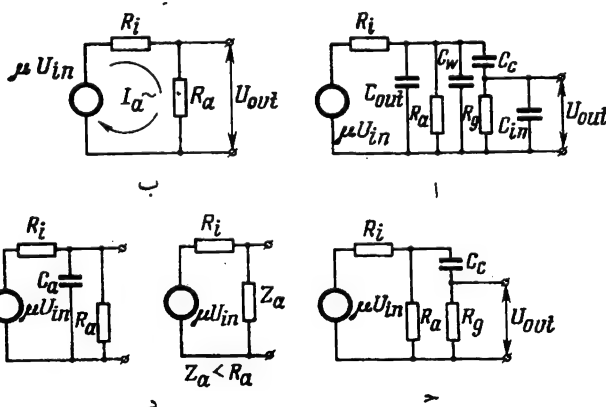 R_i
μU_in
I_a~
R_a
U_out
ب
R_i
μU_in
C_out
R_a
C_w
C_c
R_g
C_in
U_out
ا
R_i
C_a
μU_in
R_a
R_i
μU_in
Z_a
Z_a < R_a
R_i
μU_in
R_a
C_c
R_g
U_out